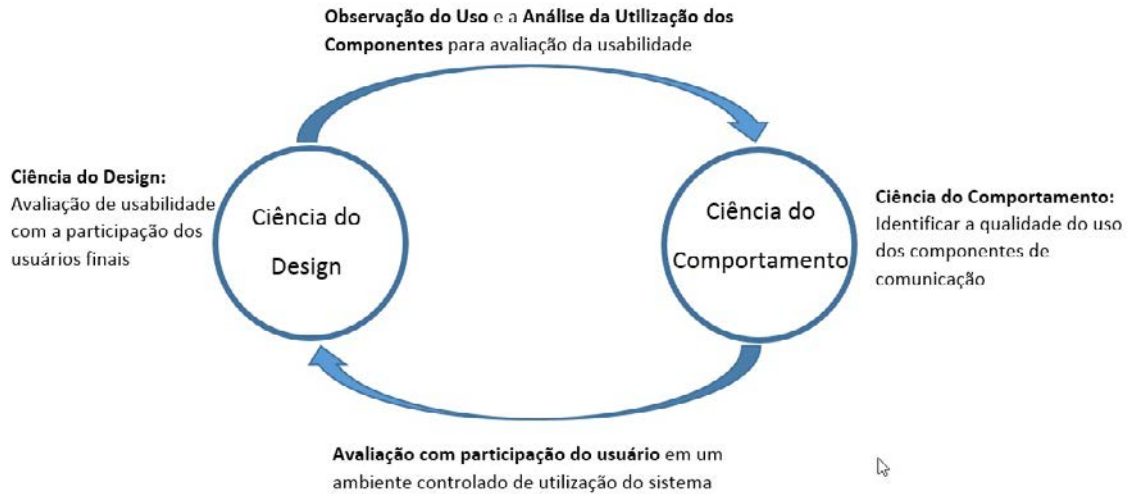 Observação do Uso e a Análise da Utilização dos
Componentes para avaliação da usabilidade
Ciência do Design:
Avaliação de usabilidade
com a participação dos
usuários finais
Ciência do
Design
Ciência do
Comportamento
Ciência do Comportamento:
Identificar a qualidade do uso
dos componentes de
comunicação
Avaliação com participação do usuário em um
ambiente controlado de utilização do sistema